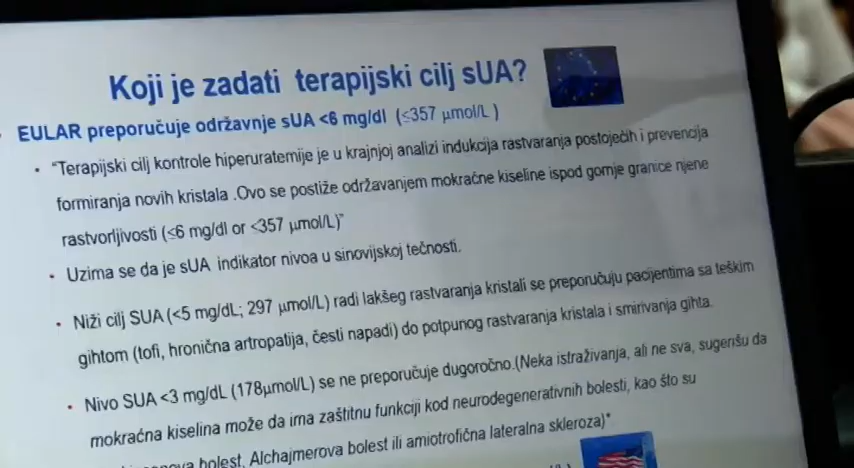 Koji je zadati terapijski cilj sUA?
EULAR preporučuje održavnje sUA <6 mg/dl (≤357 μmol/L )
• "Terapijski cilj kontrole hiperuratemije je u krajnjoj analizi indukcija rastvaranja postojećih i prevencija
formiranja novih kristala .Ovo se postiže održavanjem mokraćne kiseline ispod gornje granice njene
rastvorljivosti (≤6 mg/dl or <357 μmol/L)"
• Uzima se da je sUA indikator nivoa u sinovijskoj tečnosti.
• Niži cilj SUA (<5 mg/dL; 297 μmol/L) radi lakšeg rastvaranja kristali se preporučuju pacijentima sa teškim
gihtom (tofi, hronična artropatija, česti napadi) do potpunog rastvaranja kristala i smirivanja gihta.
• Nivo SUA <3 mg/dL (178μmol/L) se ne preporučuje dugoročno.(Neka istraživanja, ali ne sva, sugerišu da
mokraćna kiselina može da ima zaštitnu funkciji kod neurodegenerativnih bolesti, kao što su
bolest, Alchajmerova bolest ili amiotrofična lateralna skleroza)*